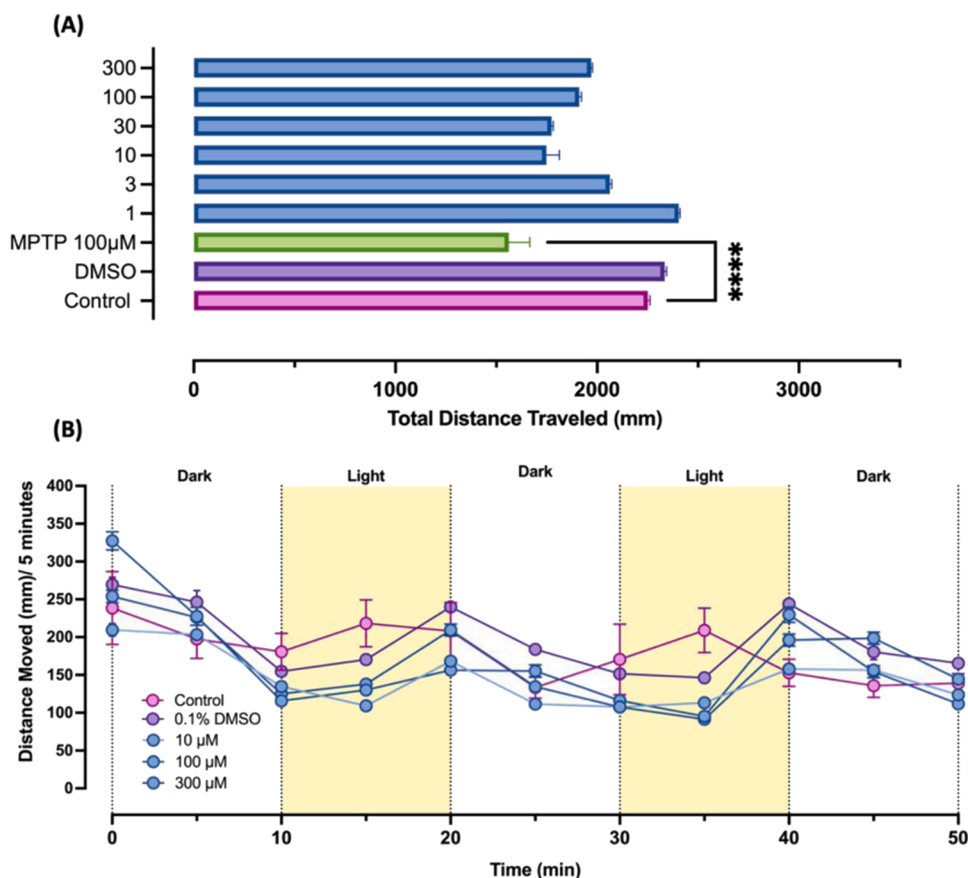 (A)
300
100
30
10
3
1
MPTP 100µM
DMSO
Control
****
0 1000 2000 3000
Total Distance Traveled (mm)
(B)
Dark Light Dark Light Dark
400
350
300
250
200
150
100
50
0
Distance Moved (mm)/ 5 minutes
Control
0.1% DMSO
10 µM
100 µM
300 µM
0 10 20 30 40 50
Time (min)